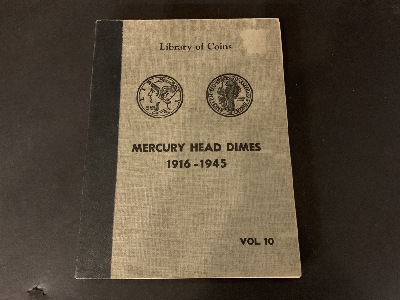 Library of Coins
MERCURY HEAD DIMES
1916-1945
VOL. 10